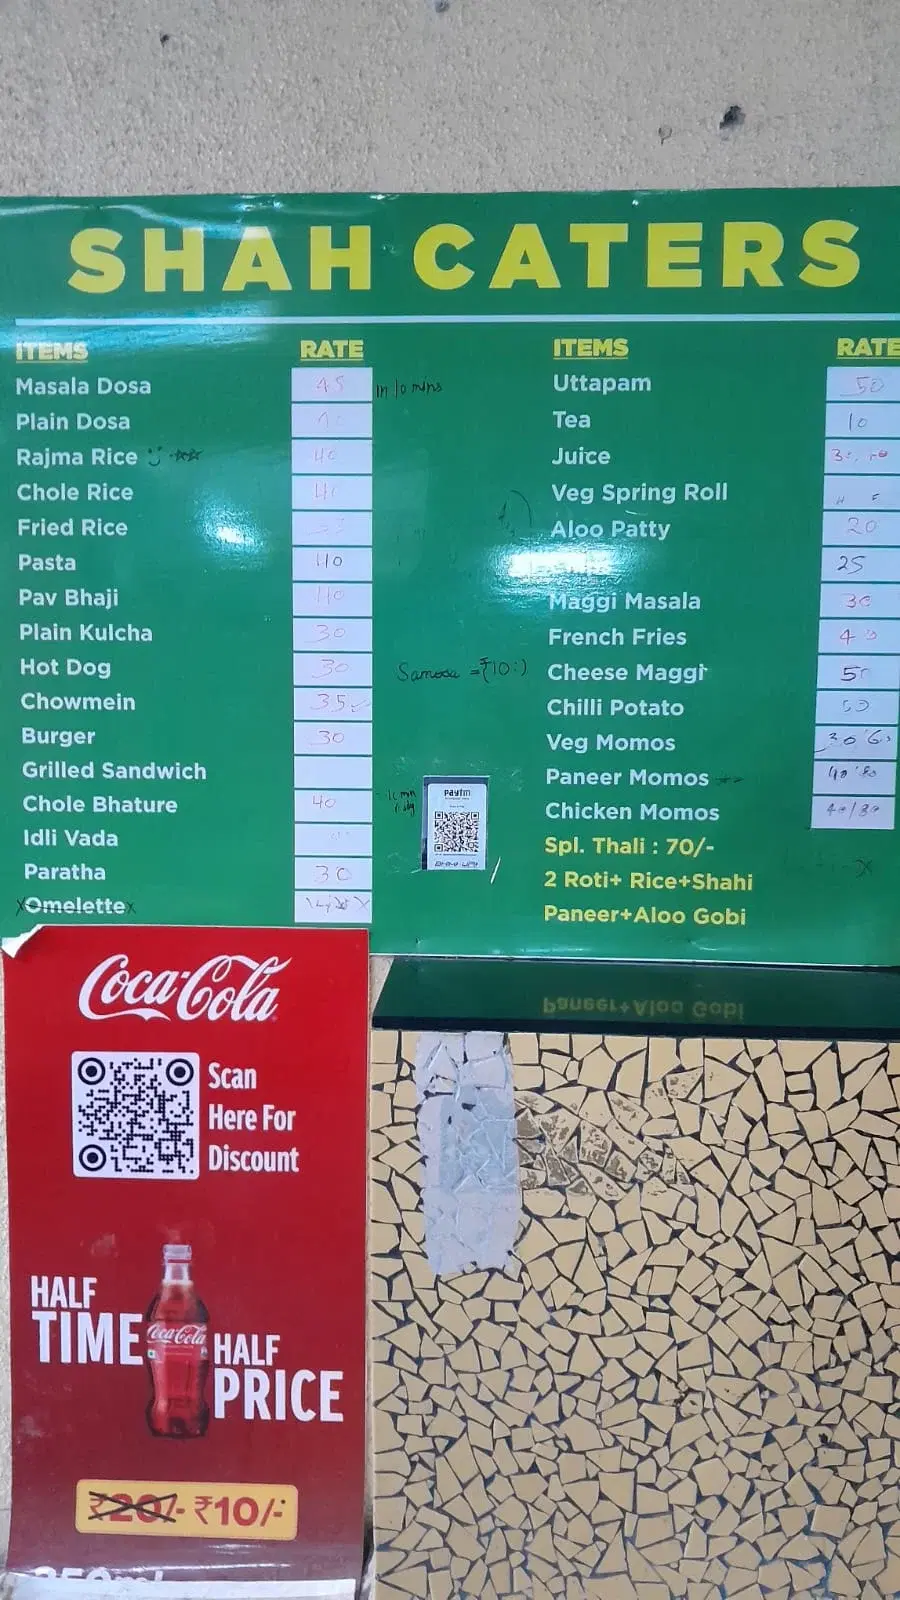 SHAH CATERS
ITEMS RATE
Masala Dosa 45 in 10 mins
Plain Dosa
Rajma Rice 40
Chole Rice
Fried Rice
Pasta 40
Pav Bhaji 40
Plain Kulcha 30
Hot Dog 30
Chowmein 35
Burger 30
Grilled Sandwich
Chole Bhature 40
Idli Vada
Paratha 30
Omelette
Samosa = ₹10 :)
paytm
ITEMS RATE
Uttapam 50
Tea 10
Juice
Veg Spring Roll
Aloo Patty 20
25
Maggi Masala 30
French Fries
Cheese Maggi
Chilli Potato
Veg Momos
Paneer Momos 40 80
Chicken Momos 40/80
Spl. Thali : 70/-
2 Roti+ Rice+Shahi
Paneer+Aloo Gobi
Coca-Cola
Scan
Here For
Discount
HALF
TIME
Coca-Cola
HALF
PRICE
₹20/- ₹10/-